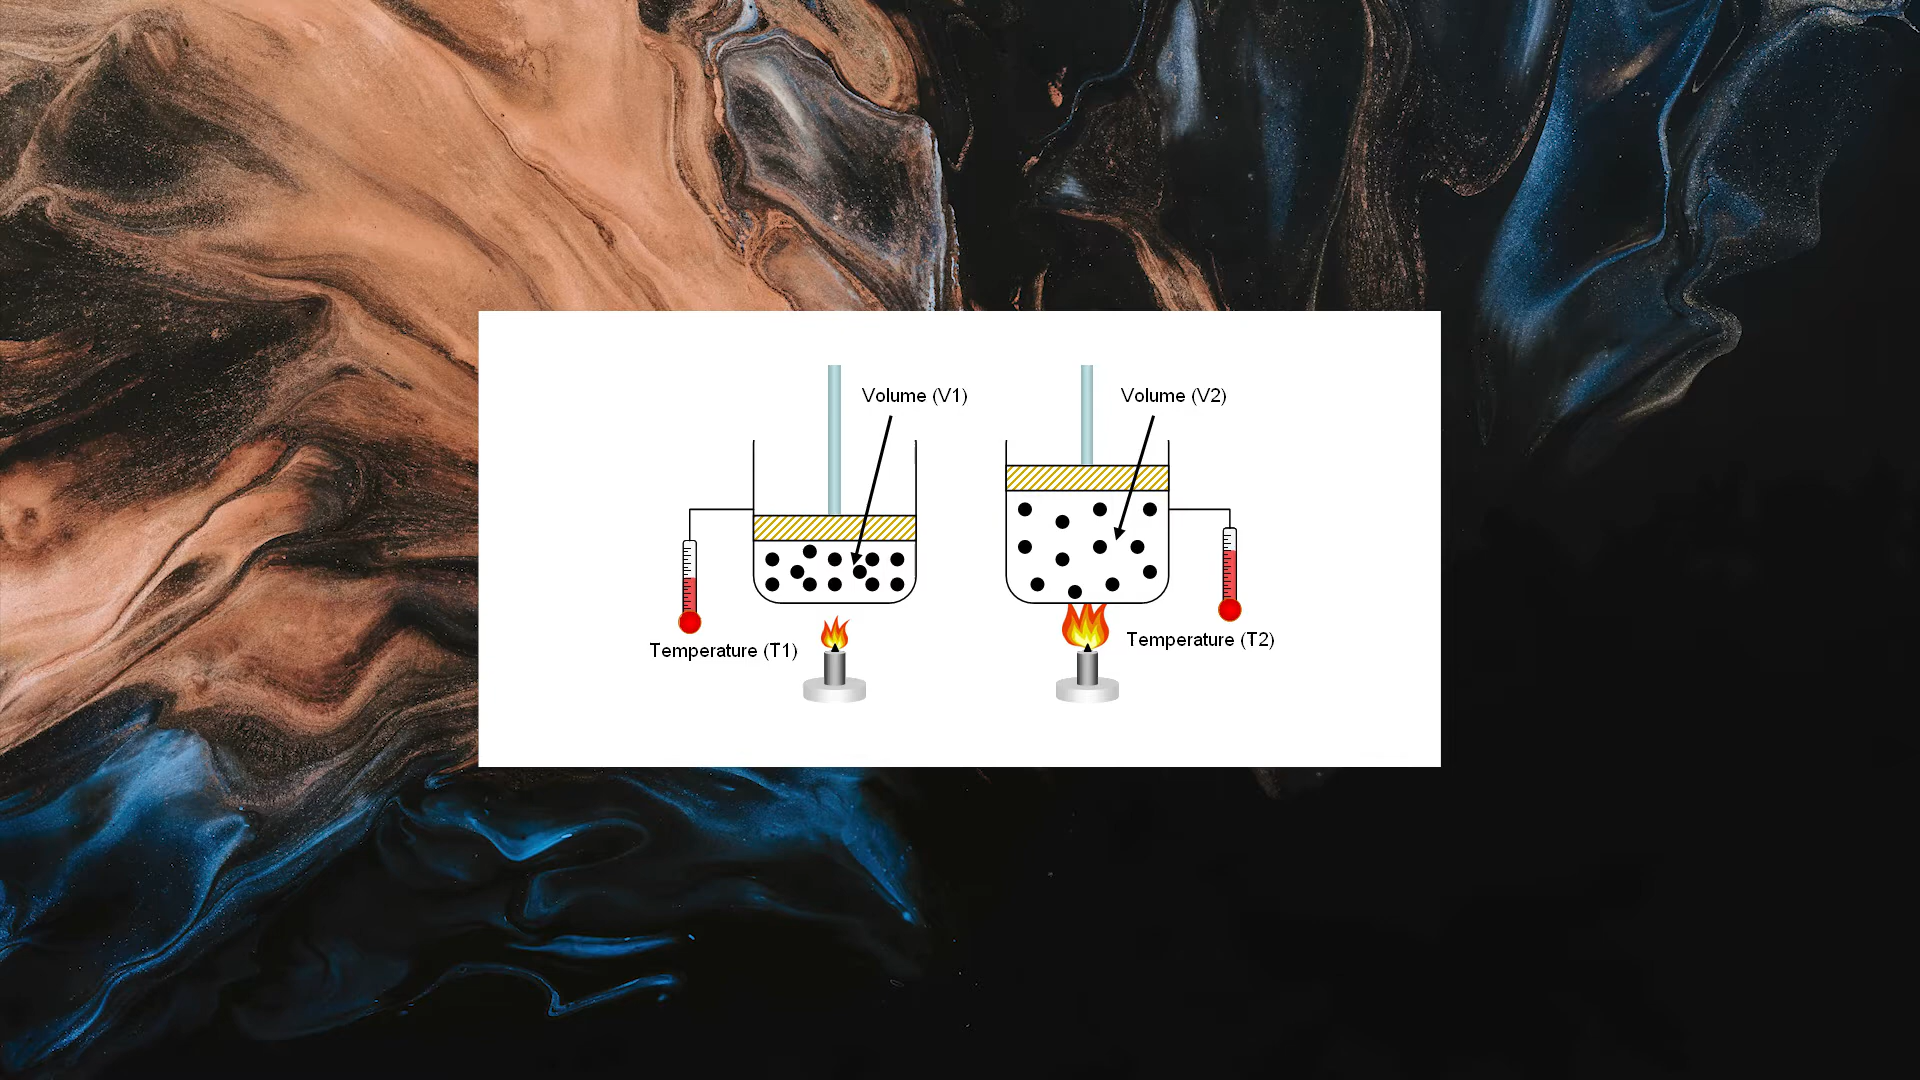 Volume (V1)
Volume (V2)
Temperature (T1)
Temperature (T2)